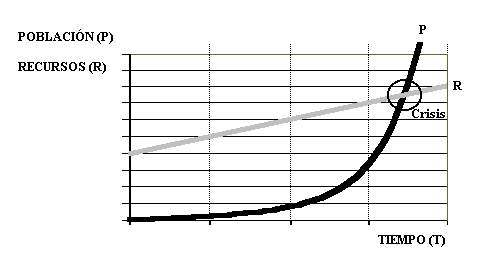 P
POBLACIÓN (P)
RECURSOS (R)
R
Crisis
TIEMPO (T)